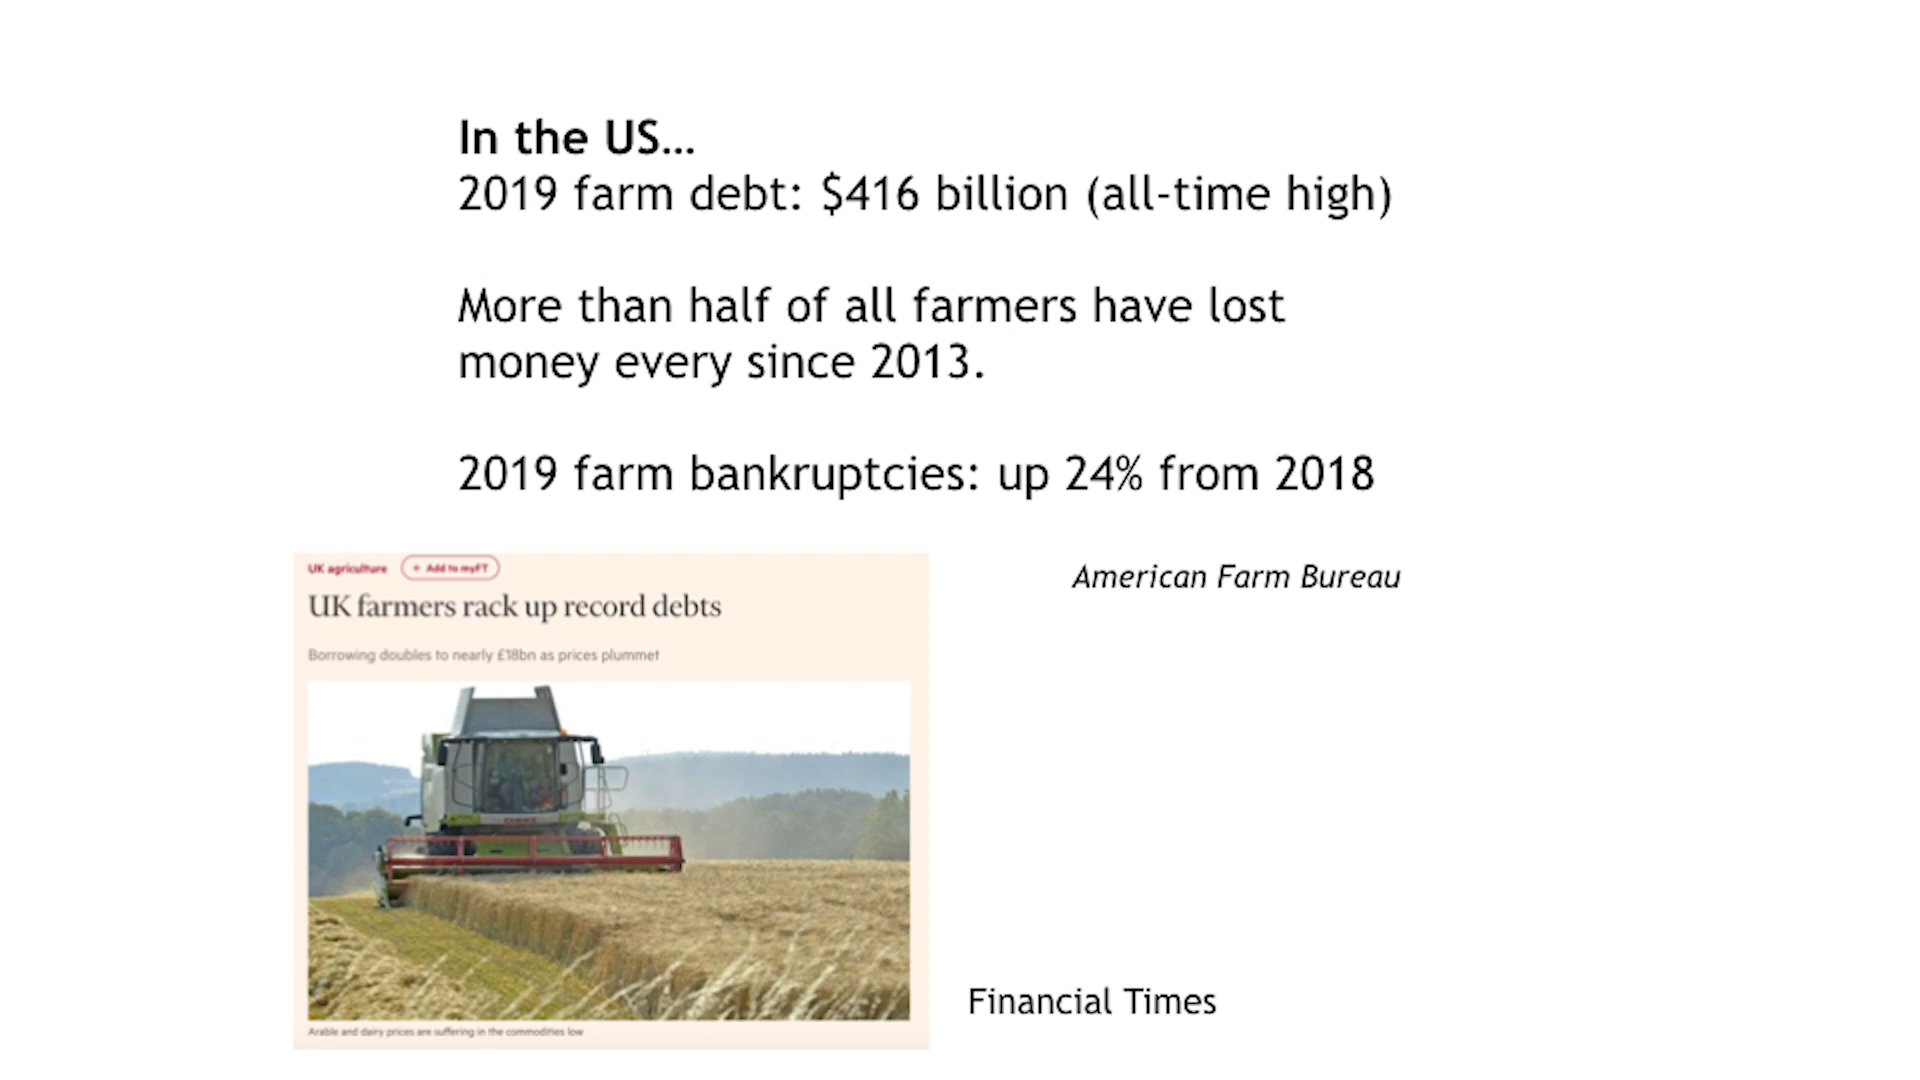 In the US…
2019 farm debt: $416 billion (all-time high)
More than half of all farmers have lost
money every since 2013.
2019 farm bankruptcies: up 24% from 2018
American Farm Bureau
UK agriculture + Add to myFT
UK farmers rack up record debts
Borrowing doubles to nearly £18bn as prices plummet
Arable and dairy prices are suffering in the commodities low
Financial Times